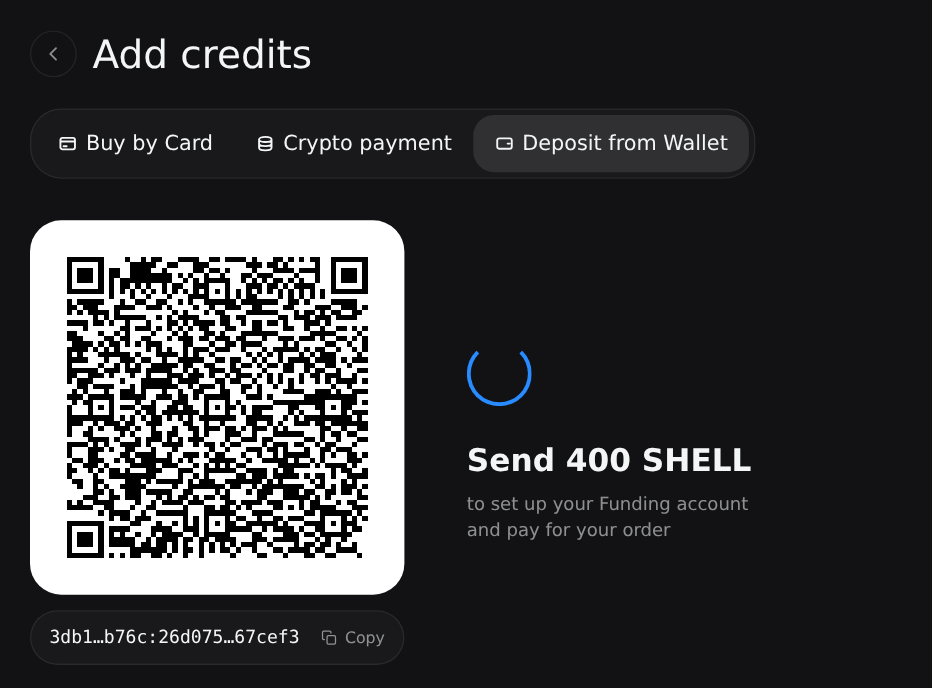 Add credits
Buy by Card
Crypto payment
Deposit from Wallet
Send 400 SHELL
to set up your Funding account
and pay for your order
3db1…b76c:26d075…67cef3
Copy